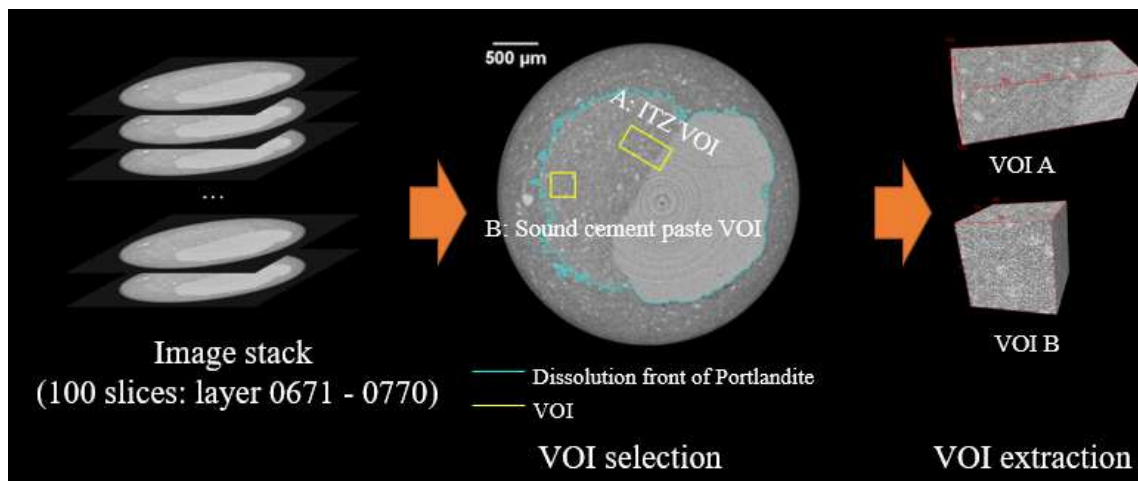 500 µm
A: ITZ VOI
B: Sound cement paste VOI
...
Image stack
(100 slices: layer 0671 - 0770)
Dissolution front of Portlandite
VOI
VOI selection
VOI A
VOI B
VOI extraction